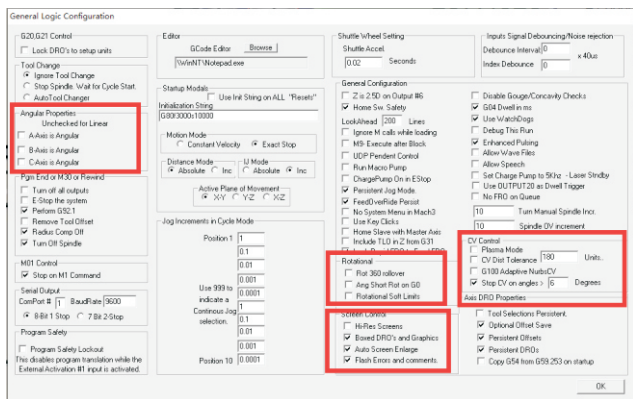 General Logic Configuration
G20,G21 Control
Lock DRO's to setup units
Tool Change
Ignore Tool Change
Stop Spindle. Wait for Cycle Start.
AutoTool Changer
Angular Properties
Unchecked for Linear
A-Axis is Angular
B-Axis is Angular
C-Axis is Angular
Pgm End or M30 or Rewind
Turn off all outputs
E-Stop the system
Perform G92.1
Remove Tool Offset
Radius Comp Off
Turn Off Spindle
M01 Control
Stop on M1 Command
Serial Output
ComPort # 1 BaudRate 9600
8-Bit 1 Stop 7 Bit 2-Stop
Program Safety
Program Safety Lockout
This disables program translation while the
External Activation #1 input is activated.
Editor
GCode Editor Browse
\WinNT\Notepad.exe
Startup Modals
Use Init String on ALL "Resets"
Initialization String
G80
Motion Mode
Constant Velocity Exact Stop
Distance Mode
Absolute Inc
IJ Mode
Absolute Inc
Active Plane of Movement
X-Y Y-Z X-Z
Jog Increments in Cycle Mode
Position 1 1
0.1
0.01
0.001
Use 999 to 0.0001
indicate a
Continous Jog 1
selection. 0.1
0.01
0.001
Position 10 0.0001
Shuttle Wheel Setting
Shuttle Accel.
0.02 Seconds
General Configuration
Z is 2.5D on Output #6
Home Sw. Safety
LookAhead 200 Lines
Ignore M calls while loading
M9- Execute after Block
UDP Pendent Control
Run Macro Pump
ChargePump On in EStop
Persistent Jog Mode.
FeedOverRide Persist
No System Menu in Mach3
Use Key Clicks
Home Slave with Master Axis
Include TLO in Z from G31
Rotational
Rot 360 rollover
Ang Short Rot on G0
Rotational Soft Limits
Screen Control
Hi-Res Screens
Boxed DRO's and Graphics
Auto Screen Enlarge
Flash Errors and comments.
Inputs Signal Debouncing/Noise rejection
Debounce Interval: 0
x 40us
Index Debounce 0
Disable Gouge/Concavity Checks
G04 Dwell in ms
Use WatchDogs
Debug This Run
Enhanced Pulsing
Allow Wave Files
Allow Speech
Set Charge Pump to 5Khz - Laser Stndby
Use OUTPUT20 as Dwell Trigger
No FRO on Queue
10 Turn Manual Spindle Incr.
10 Spindle OV increment
CV Control
Plasma Mode
CV Dist Tolerance 180 Units..
G100 Adaptive NurbsCV
Stop CV on angles > 6 Degrees
Axis DRO Properties
Tool Selections Persistent.
Optional Offset Save
Persistent Offsets
Persistent DROs
Copy G54 from G59.253 on startup
OK